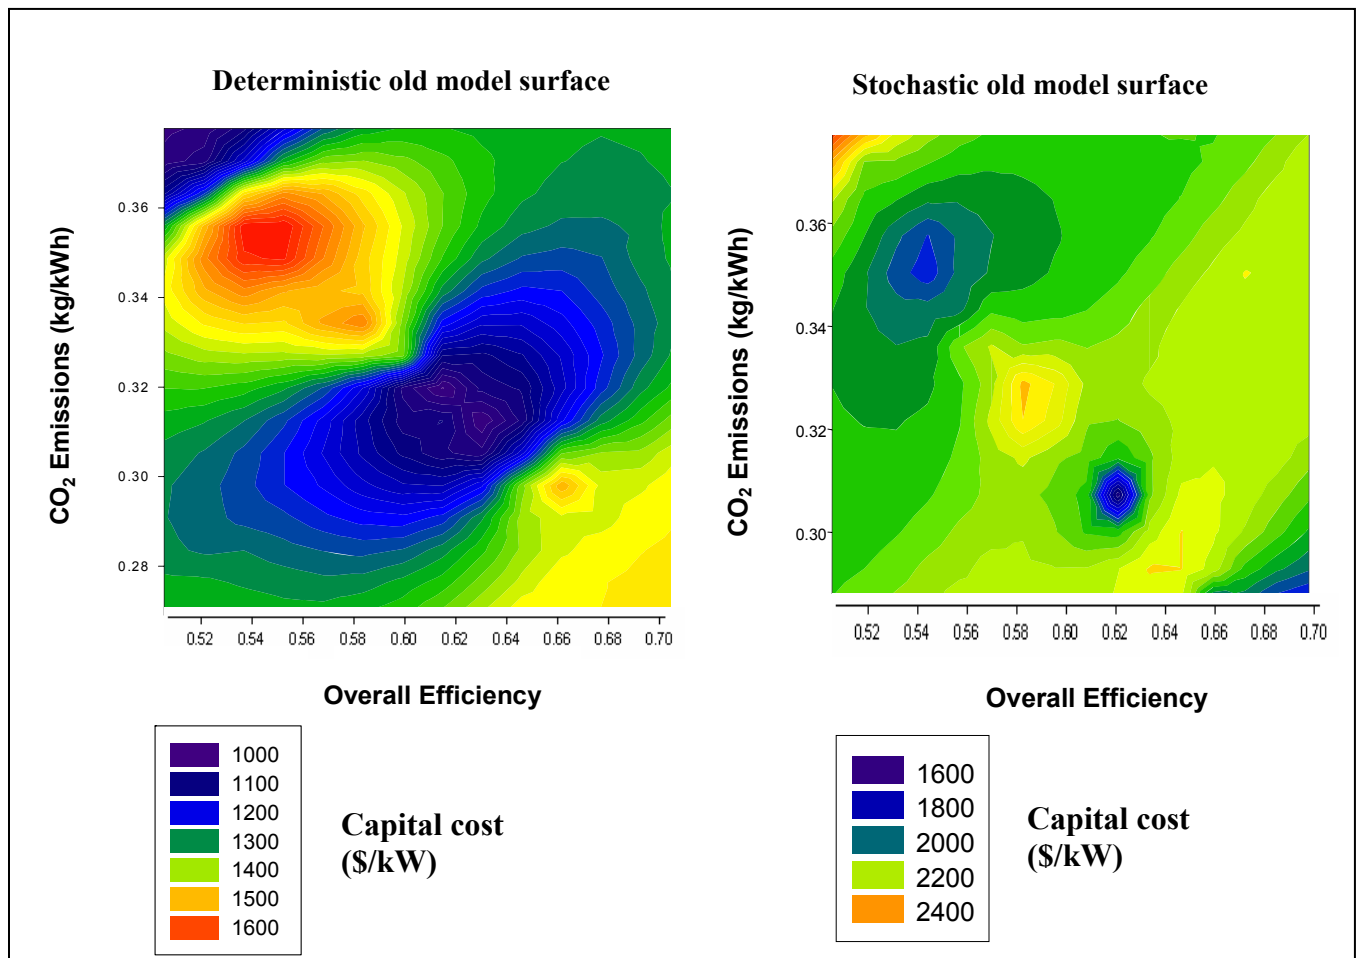 Deterministic old model surface
Stochastic old model surface
CO2 Emissions (kg/kWh)
0.36
0.34
0.32
0.30
0.28
0.52 0.54 0.56 0.58 0.60 0.62 0.64 0.66 0.70
Overall Efficiency
CO2 Emissions (kg/kWh)
0.36
0.34
0.32
0.30
0.52 0.54 0.56 0.58 0.60 0.62 0.64 0.66 0.68 0.70
Overall Efficiency
1000
1100
1200
1300
1400
1500
1600
Capital cost
($/kW)
1600
1800
2000
2200
2400
Capital cost
($/kW)